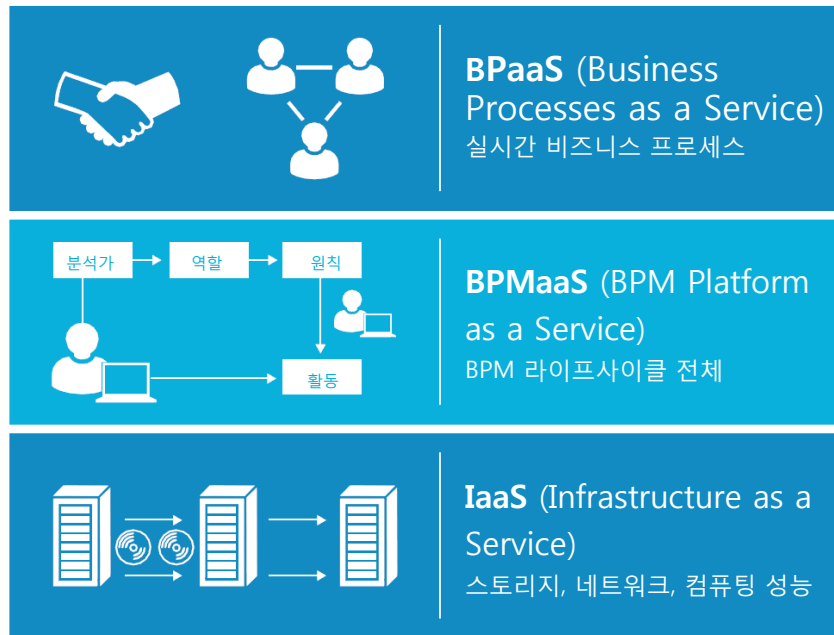 BPaaS (Business
Processes as a Service)
실시간 비즈니스 프로세스
분석가
역할
원칙
활동
BPMaaS (BPM Platform
as a Service)
BPM 라이프사이클 전체
IaaS (Infrastructure as a
Service)
스토리지, 네트워크, 컴퓨팅 성능